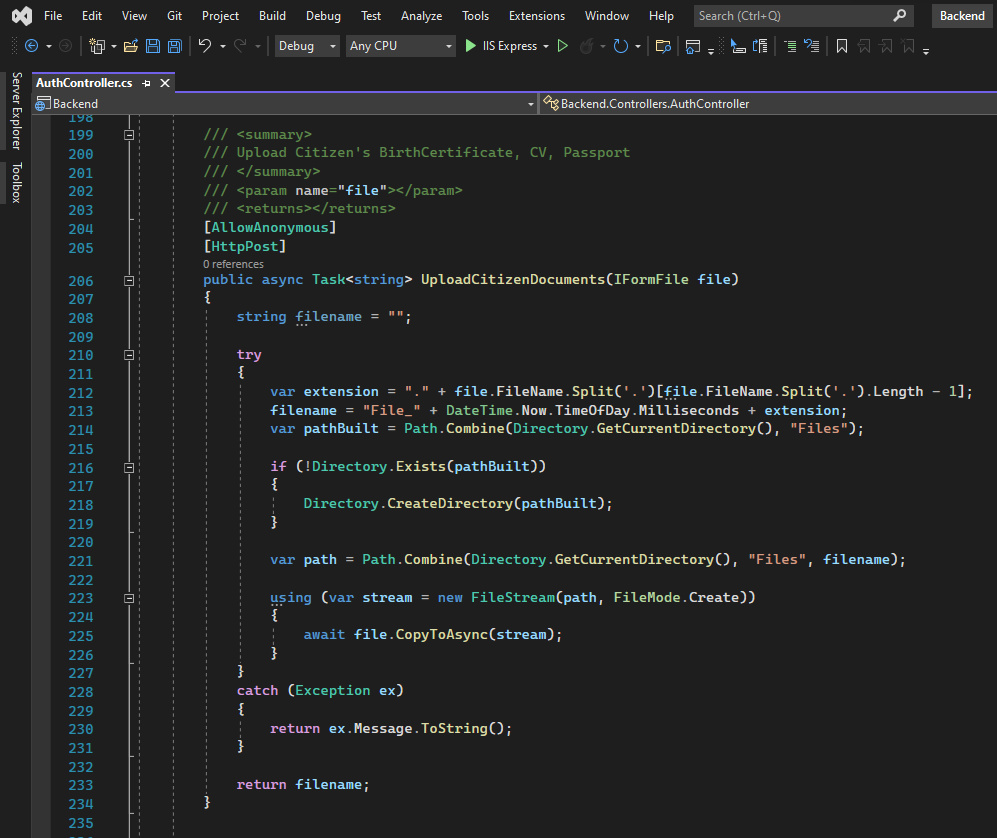 File Edit View Git Project Build Debug Test Analyze Tools Extensions Window Help Search (Ctrl+Q) Backend
Debug Any CPU IIS Express
Server Explorer
Toolbox
AuthController.cs
Backend Backend.Controllers.AuthController
198
199 /// <summary>
200 /// Upload Citizen's BirthCertificate, CV, Passport
201 /// </summary>
202 /// <param name="file"></param>
203 /// <returns></returns>
204 [AllowAnonymous]
205 [HttpPost]
0 references
206 public async Task<string> UploadCitizenDocuments(IFormFile file)
207 {
208 string filename = "";
209
210 try
211 {
212 var extension = "." + file.FileName.Split('.')[file.FileName.Split('.').Length - 1];
213 filename = "File_" + DateTime.Now.TimeOfDay.Milliseconds + extension;
214 var pathBuilt = Path.Combine(Directory.GetCurrentDirectory(), "Files");
215
216 if (!Directory.Exists(pathBuilt))
217 {
218 Directory.CreateDirectory(pathBuilt);
219 }
220
221 var path = Path.Combine(Directory.GetCurrentDirectory(), "Files", filename);
222
223 using (var stream = new FileStream(path, FileMode.Create))
224 {
225 await file.CopyToAsync(stream);
226 }
227 }
228 catch (Exception ex)
229 {
230 return ex.Message.ToString();
231 }
232
233 return filename;
234 }
235